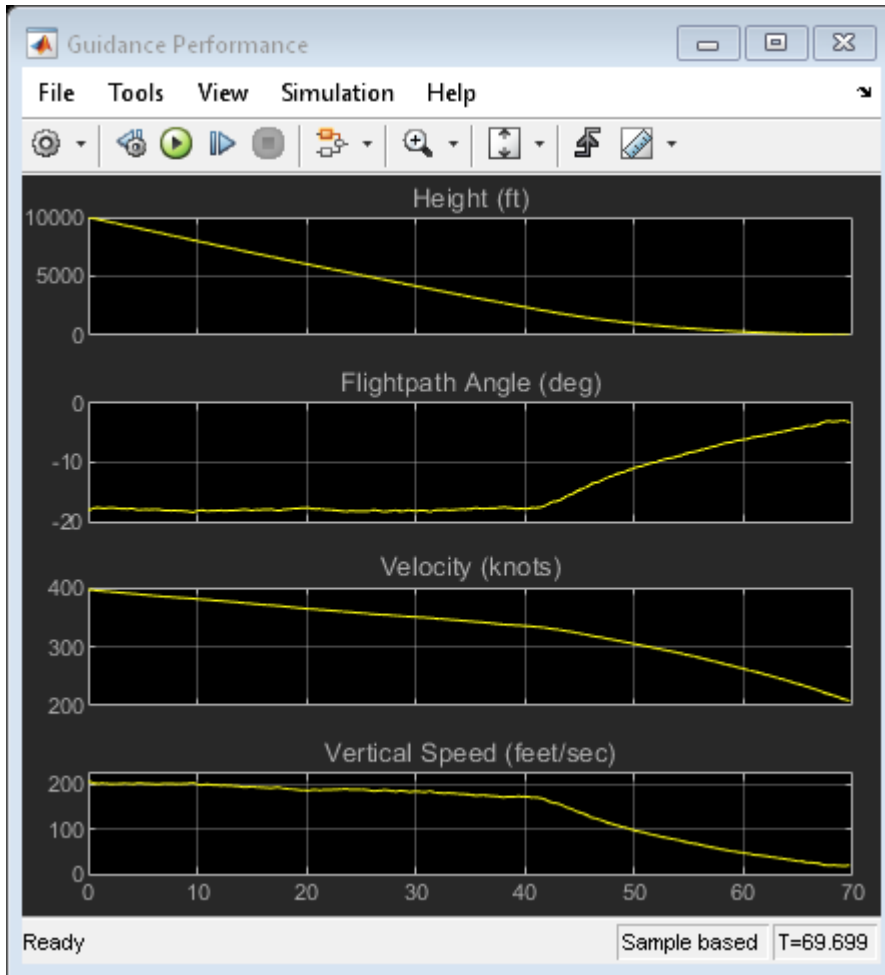 Guidance Performance
File Tools View Simulation Help
Height (ft)
10000
5000
0
Flightpath Angle (deg)
0
-10
-20
Velocity (knots)
400
300
200
Vertical Speed (feet/sec)
200
100
0
0 10 20 30 40 50 60 70
Ready Sample based T=69.699